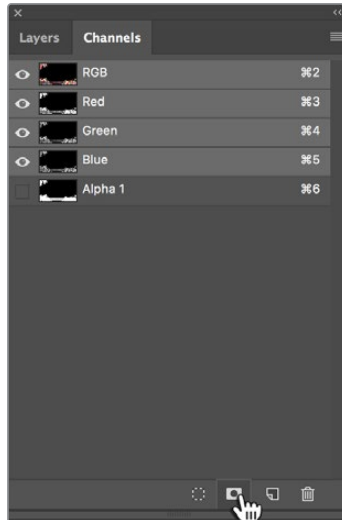 Layers Channels
RGB ⌘2
Red ⌘3
Green ⌘4
Blue ⌘5
Alpha 1 ⌘6